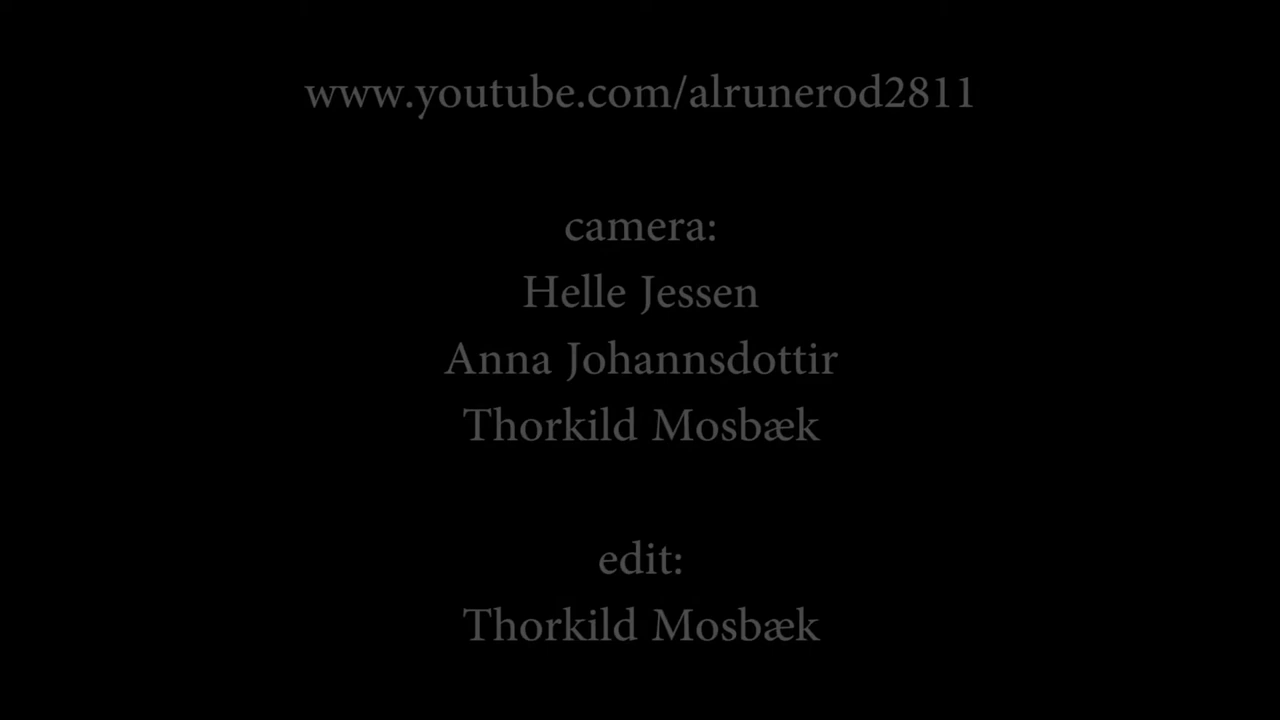 www.youtube.com/alrunerod2811
camera:
Helle Jessen
Anna Johannsdottir
Thorkild Mosbæk
edit:
Thorkild Mosbæk